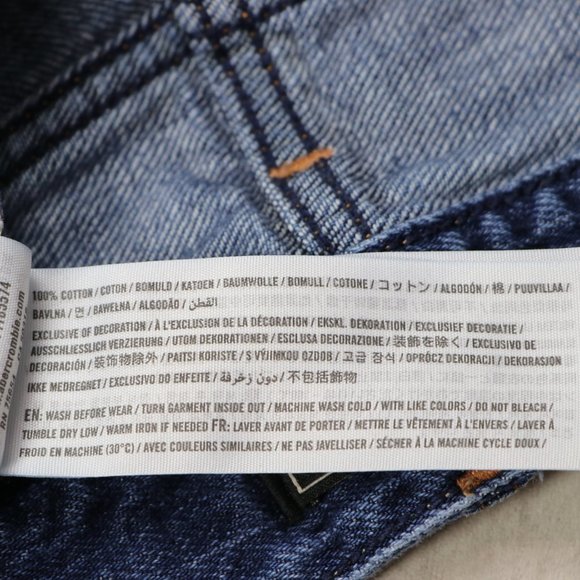 100% COTTON / COTON / BOMULD / KATOEN / BAUMWOLLE / BOMULL / COTONE / コットン / ALGODÓN / 棉 / PUUVILLAA /
BAVLNA / 면 / BAWEŁNA / ALGODÃO / القطن
EXCLUSIVE OF DECORATION / À L'EXCLUSION DE LA DÉCORATION / EKSKL. DEKORATION / EXCLUSIEF DECORATIE /
AUSSCHLIESSLICH VERZIERUNG / UTOM DEKORATIONEN / ESCLUSA DECORAZIONE / 装飾を除く / EXCLUSIVO DE
DECORACIÓN / 装饰物除外 / PAITSI KORISTE / S VÝJIMKOU OZDOB / 고급 장식 / OPRÓCZ DEKORACJI / DEKORASJON
IKKE MEDREGNET / EXCLUSIVO DO ENFEITE / دون زخرفة / 不包括飾物
EN: WASH BEFORE WEAR / TURN GARMENT INSIDE OUT / MACHINE WASH COLD / WITH LIKE COLORS / DO NOT BLEACH /
TUMBLE DRY LOW / WARM IRON IF NEEDED FR: LAVER AVANT DE PORTER / METTRE LE VÊTEMENT À L'ENVERS / LAVER À
FROID EN MACHINE (30°C) / AVEC COULEURS SIMILAIRES / NE PAS JAVELLISER / SÉCHER À LA MACHINE CYCLE DOUX /